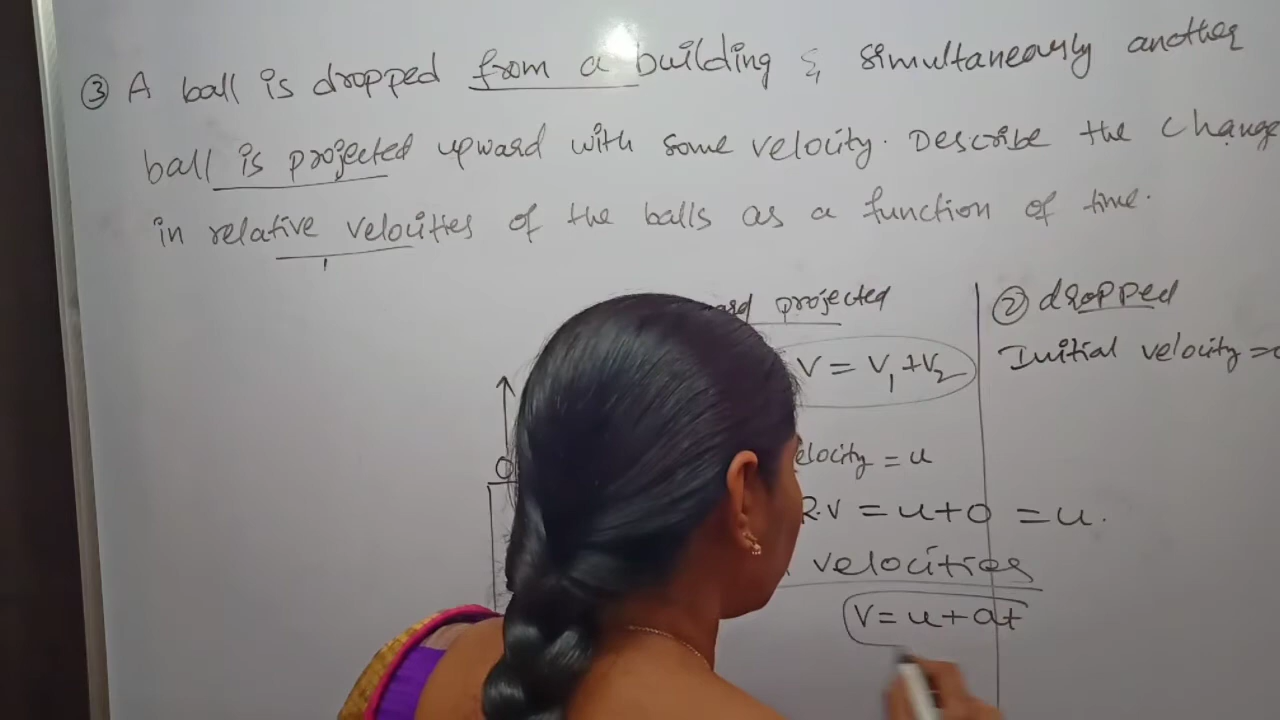 ③ A ball is dropped from a building & simultaneously another
ball is projected upward with some velocity. Describe the change
in relative velocities of the balls as a function of time.
projected
② dropped
V = V₁+V₂
Initial velocity =
= u
R.V = u+0 = u.
velocities
V = u+at